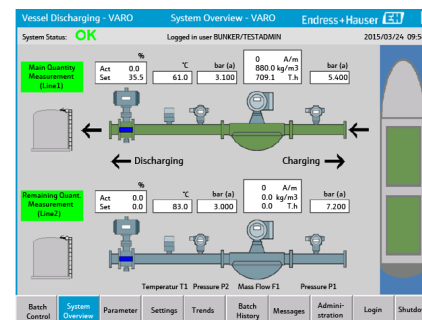 Vessel Discharging - VARO System Overview - VARO Endress+Hauser EH
System Status: OK Logged in user BUNKER/TESTADMIN 2015/03/24 09:5
Main Quantity
Measurement
(Line1)
%
Act 0.0
Set 35.5
°C
61.0
bar (a)
3.100
0 A/m
880.0 kg/m3
709.1 T.h
bar (a)
5.400
Discharging Charging
Remaining Quant.
Measurement
(Line2)
%
Act 0.0
Set 0.0
°C
83.0
bar (a)
3.000
0 A/m
0.0 kg/m3
0.0 T.h
bar (a)
7.200
Temperatur T1 Pressure P2 Mass Flow F1 Pressure P1
Batch
Control
System
Overview
Parameter
Settings
Trends
Batch
History
Messages
Admini-
stration
Login
Shutdo